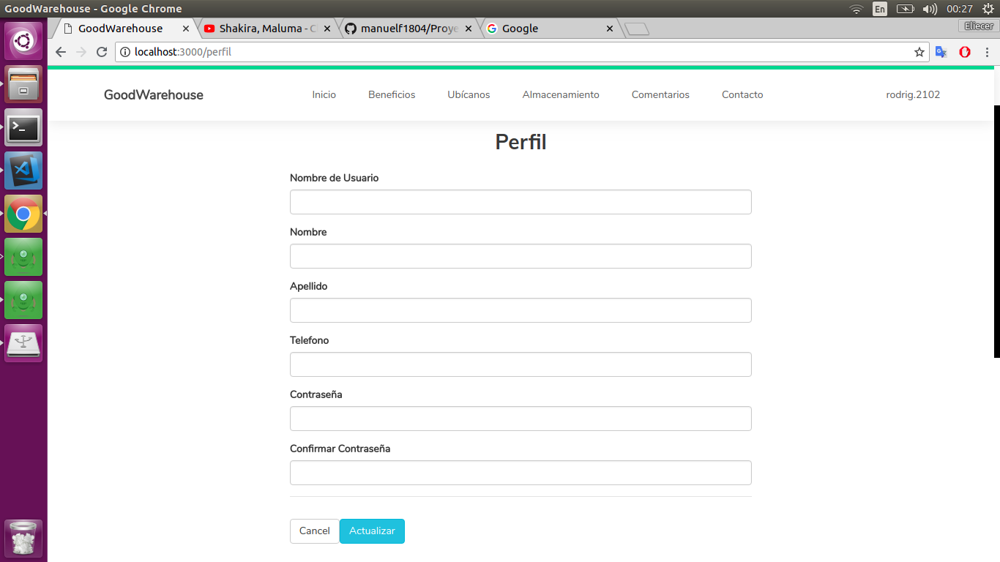 GoodWarehouse - Google Chrome
En
00:27
GoodWarehouse
Shakira, Maluma - C
manuelf1804/Proye
Google
Eliecer
localhost:3000/perfil
GoodWarehouse
Inicio
Beneficios
Ubícanos
Almacenamiento
Comentarios
Contacto
rodrig.2102
Perfil
Nombre de Usuario
Nombre
Apellido
Telefono
Contraseña
Confirmar Contraseña
Cancel
Actualizar